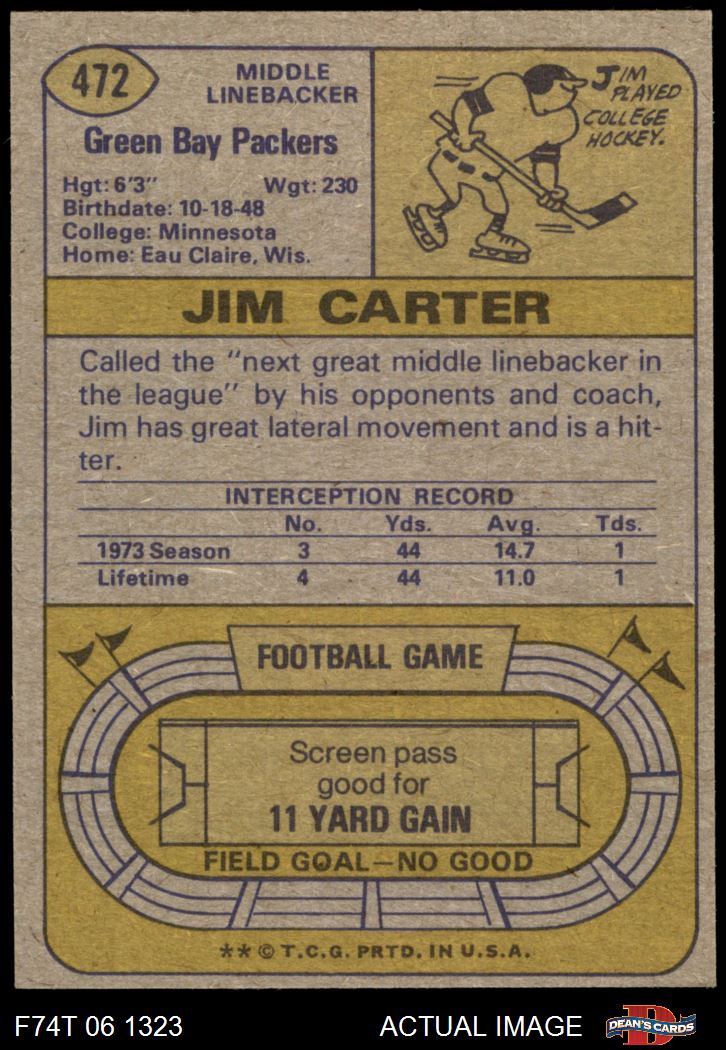 472
MIDDLE
LINEBACKER
Green Bay Packers
Hgt: 6'3" Wgt: 230
Birthdate: 10-18-48
College: Minnesota
Home: Eau Claire, Wis.
JIM
PLAYED
COLLEGE
HOCKEY.
JIM CARTER
Called the "next great middle linebacker in
the league" by his opponents and coach,
Jim has great lateral movement and is a hit-
ter.
INTERCEPTION RECORD
No. Yds. Avg. Tds.
1973 Season 3 44 14.7 1
Lifetime 4 44 11.0 1
FOOTBALL GAME
Screen pass
good for
11 YARD GAIN
FIELD GOAL—NO GOOD
** © T.C.G. PRTD. IN U.S.A.
F74T 06 1323 ACTUAL IMAGE
D
DEAN'S CARDS